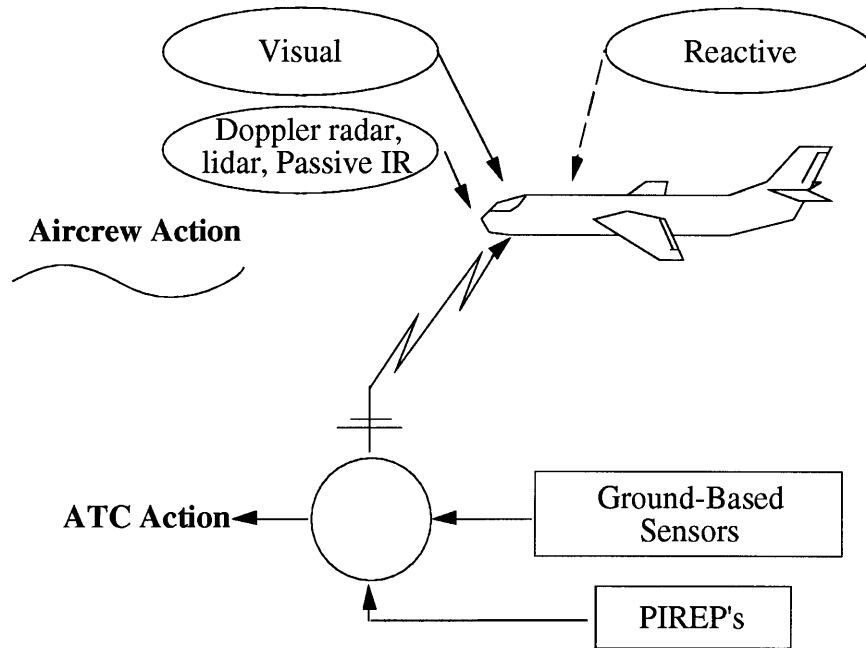 Visual
Reactive
Doppler radar,
lidar, Passive IR
Aircrew Action
ATC Action
Ground-Based
Sensors
PIREP's